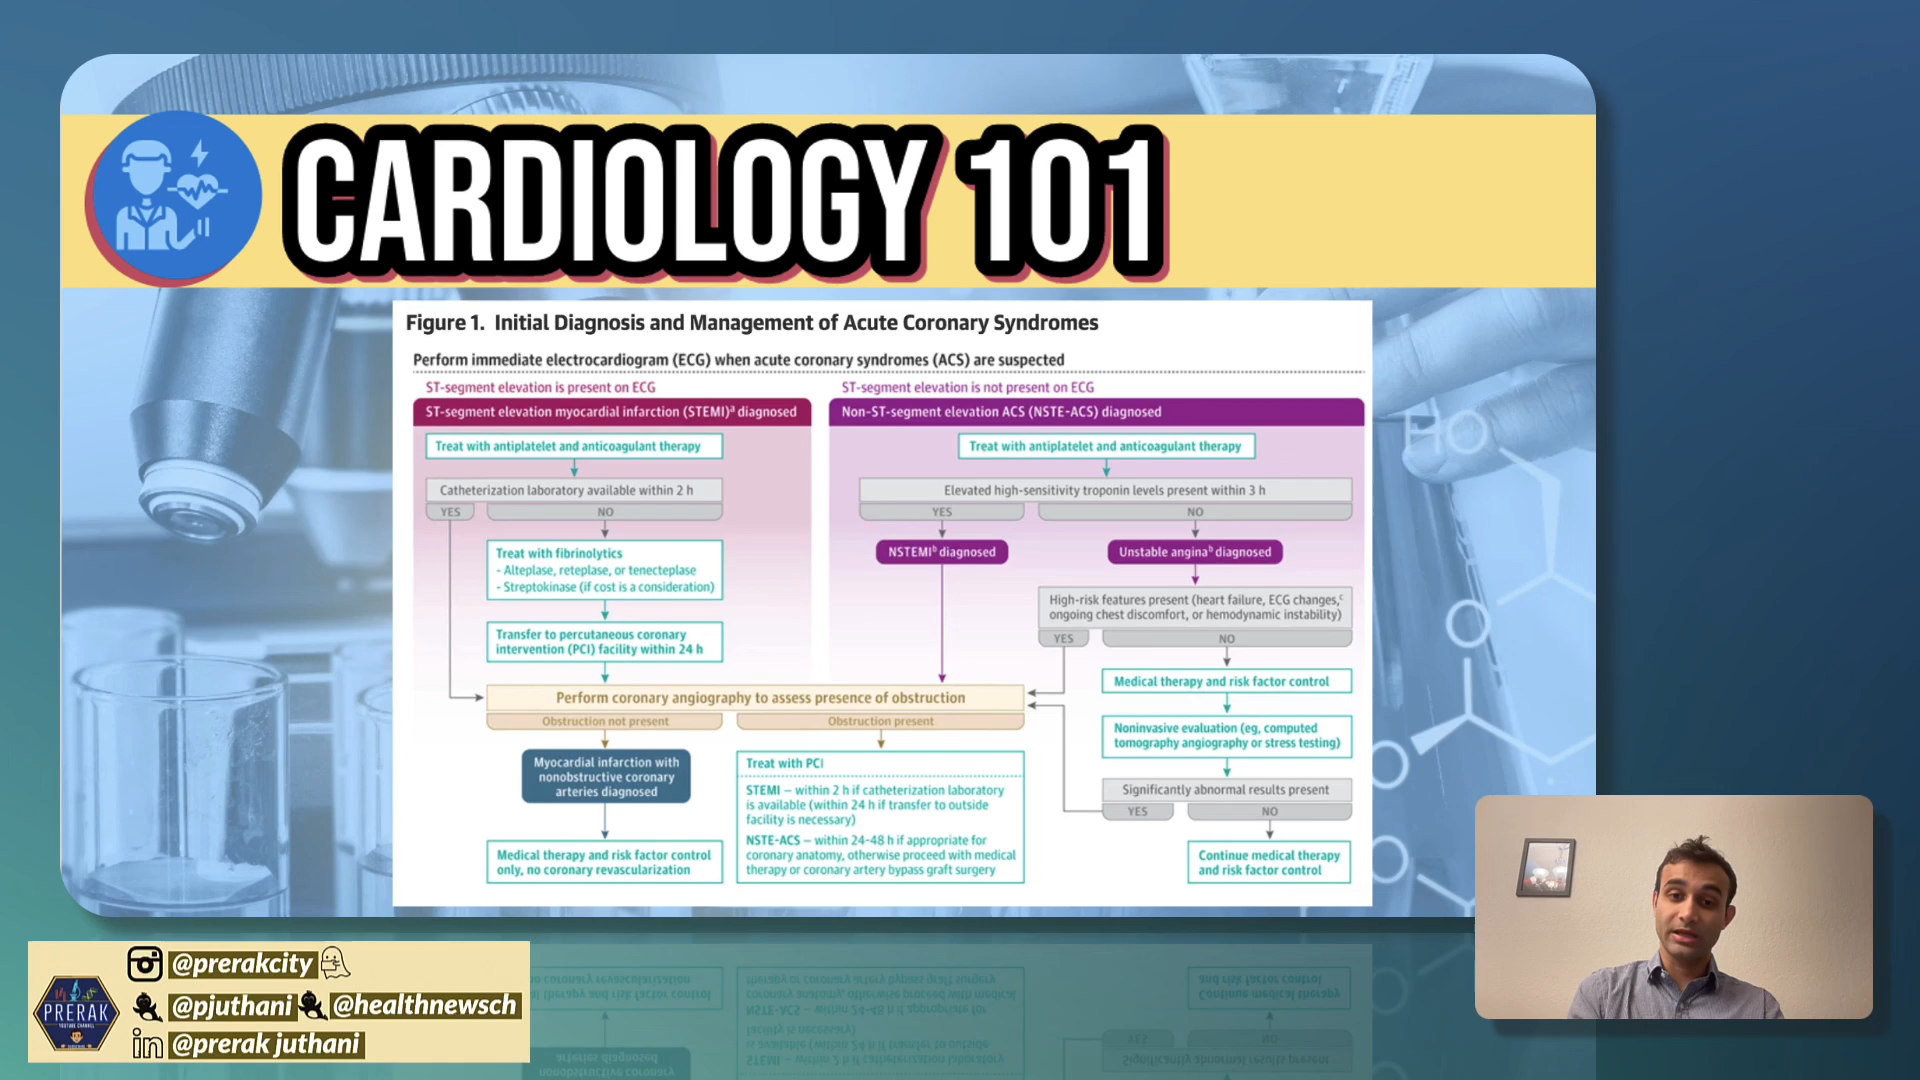 CARDIOLOGY 101
Figure 1. Initial Diagnosis and Management of Acute Coronary Syndromes
Perform immediate electrocardiogram (ECG) when acute coronary syndromes (ACS) are suspected
ST-segment elevation is present on ECG
ST-segment elevation myocardial infarction (STEMI)a diagnosed
Treat with antiplatelet and anticoagulant therapy
Catheterization laboratory available within 2 h
YES
NO
Treat with fibrinolytics
- Alteplase, reteplase, or tenecteplase
- Streptokinase (if cost is a consideration)
Transfer to percutaneous coronary
intervention (PCI) facility within 24 h
ST-segment elevation is not present on ECG
Non-ST-segment elevation ACS (NSTE-ACS) diagnosed
Treat with antiplatelet and anticoagulant therapy
Elevated high-sensitivity troponin levels present within 3 h
YES
NO
NSTEMIb diagnosed
Unstable anginab diagnosed
High-risk features present (heart failure, ECG changes,c
ongoing chest discomfort, or hemodynamic instability)
YES
NO
Medical therapy and risk factor control
Noninvasive evaluation (eg, computed
tomography angiography or stress testing)
Significantly abnormal results present
YES
NO
Continue medical therapy
and risk factor control
Perform coronary angiography to assess presence of obstruction
Obstruction not present
Obstruction present
Myocardial infarction with
nonobstructive coronary
arteries diagnosed
Medical therapy and risk factor control
only, no coronary revascularization
Treat with PCI
STEMI – within 2 h if catheterization laboratory
is available (within 24 h if transfer to outside
facility is necessary)
NSTE-ACS – within 24-48 h if appropriate for
coronary anatomy, otherwise proceed with medical
therapy or coronary artery bypass graft surgery
HO
@prerakcity
@pjuthani @healthnewsch
in @prerak juthani
PRERAK
YOUTUBE CHANNEL